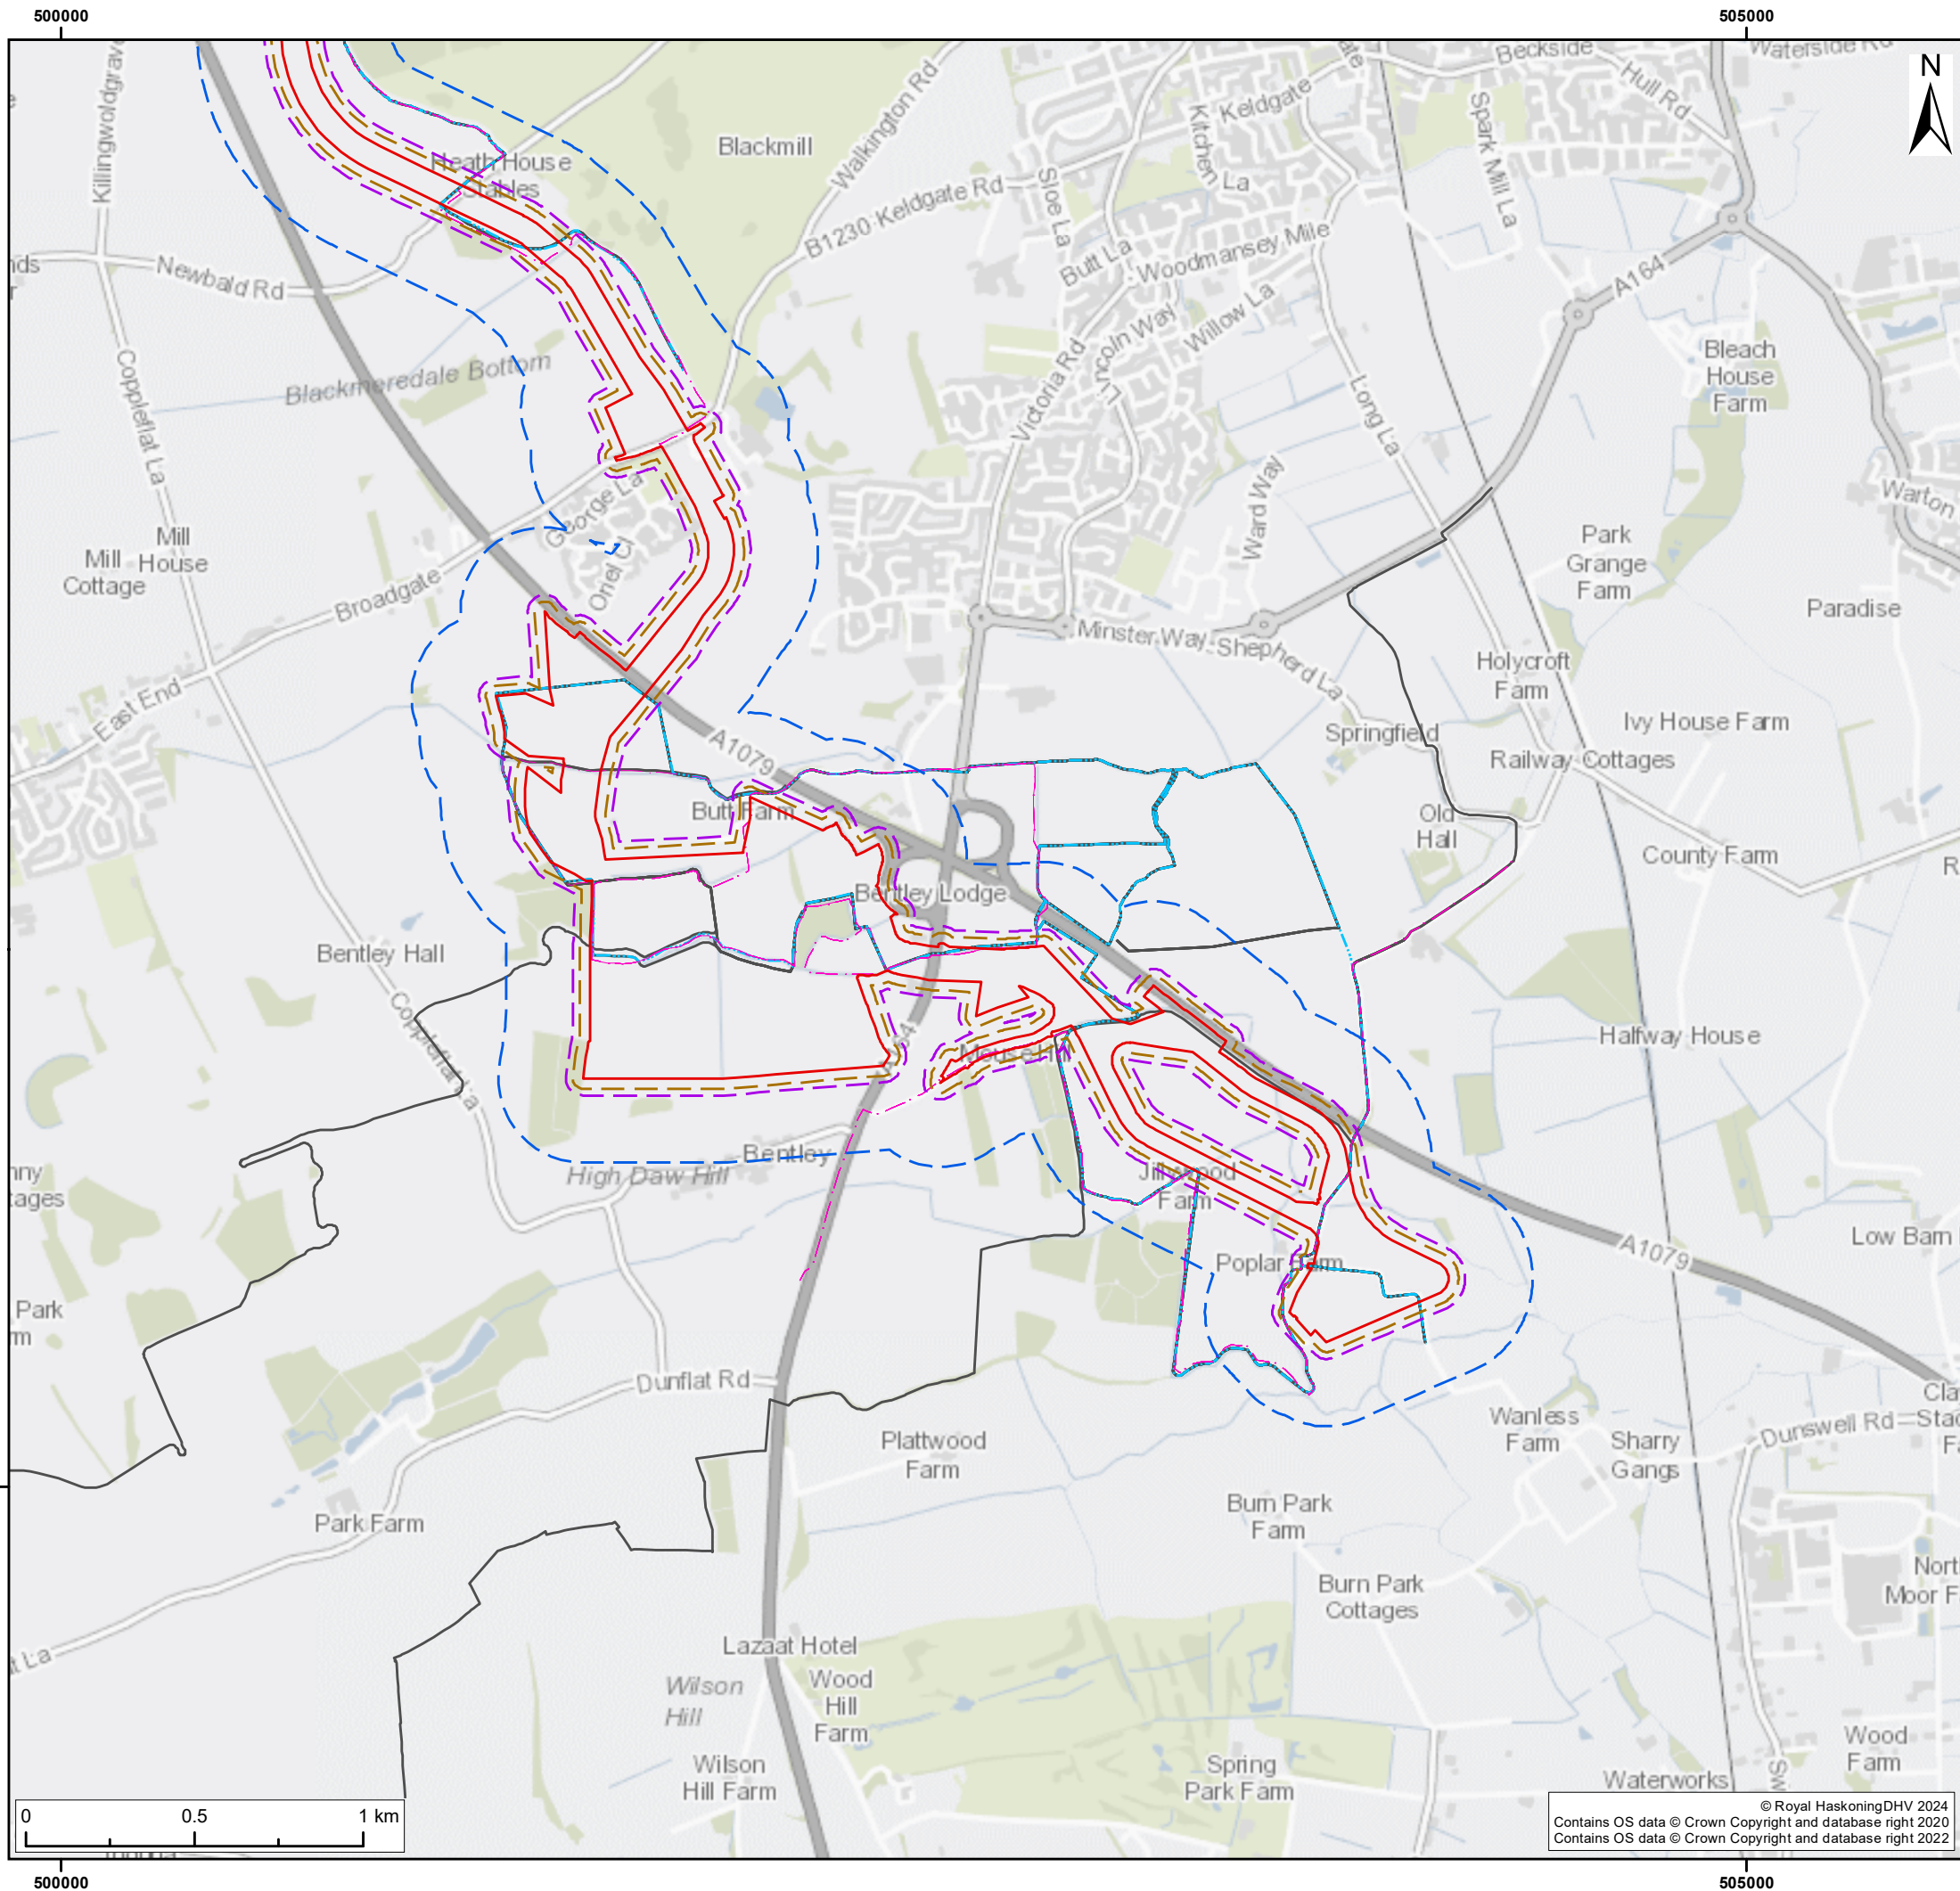 500000
505000
N
Beckside
Waterside Rd
Hull Rd
Killingwoldgrave
Keldgate
Walkington Rd
Blackmill
Kitchen La
Spark Mill La
Heath House
Stables
B1230 Keldgate Rd
Sloe La
Butt La
Woodmansey Mile
Newbald Rd
A164
Willow La
Lincoln Way
Victoria Rd
Bleach
House
Farm
Blackmeredale Bottom
Coppleflat La
Long La
Ward Way
Warton
George La
Oriel Cl
Mill
House
Mill
Cottage
Park
Grange
Farm
Broadgate
Paradise
Minster Way
Shepherd La
East End
Holycroft
Farm
Ivy House Farm
Springfield
Railway Cottages
A1079
Butt Farm
Old
Hall
County Farm
Bentley Lodge
Bentley Hall
Coppleflat La
Halfway House
Mouse Hill
Bentley
High Daw Hill
Jillywood
Farm
Low Barn
A1079
Poplar Farm
Park
Dunflat Rd
Wanless
Farm
Sharry
Gangs
Dunswell Rd
Plattwood
Farm
Burn Park
Farm
Park Farm
Burn Park
Cottages
Moor F
Lazaat Hotel
Wilson
Hill
Wood
Hill
Farm
Wilson
Hill Farm
Spring
Park Farm
Wood
Farm
Waterworks
Sw
0 0.5 1 km
© Royal HaskoningDHV 2024
Contains OS data © Crown Copyright and database right 2020
Contains OS data © Crown Copyright and database right 2022
500000
505000